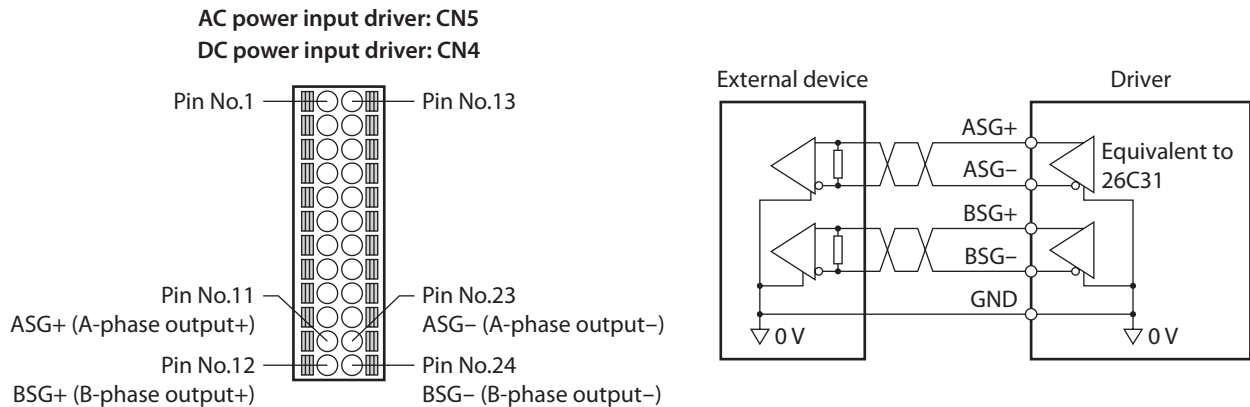 AC power input driver: CN5
DC power input driver: CN4
Pin No.1
Pin No.13
Pin No.11
ASG+ (A-phase output+)
Pin No.23
ASG– (A-phase output–)
Pin No.12
BSG+ (B-phase output+)
Pin No.24
BSG– (B-phase output–)
External device
Driver
ASG+
ASG–
Equivalent to
26C31
BSG+
BSG–
GND
0 V
0 V